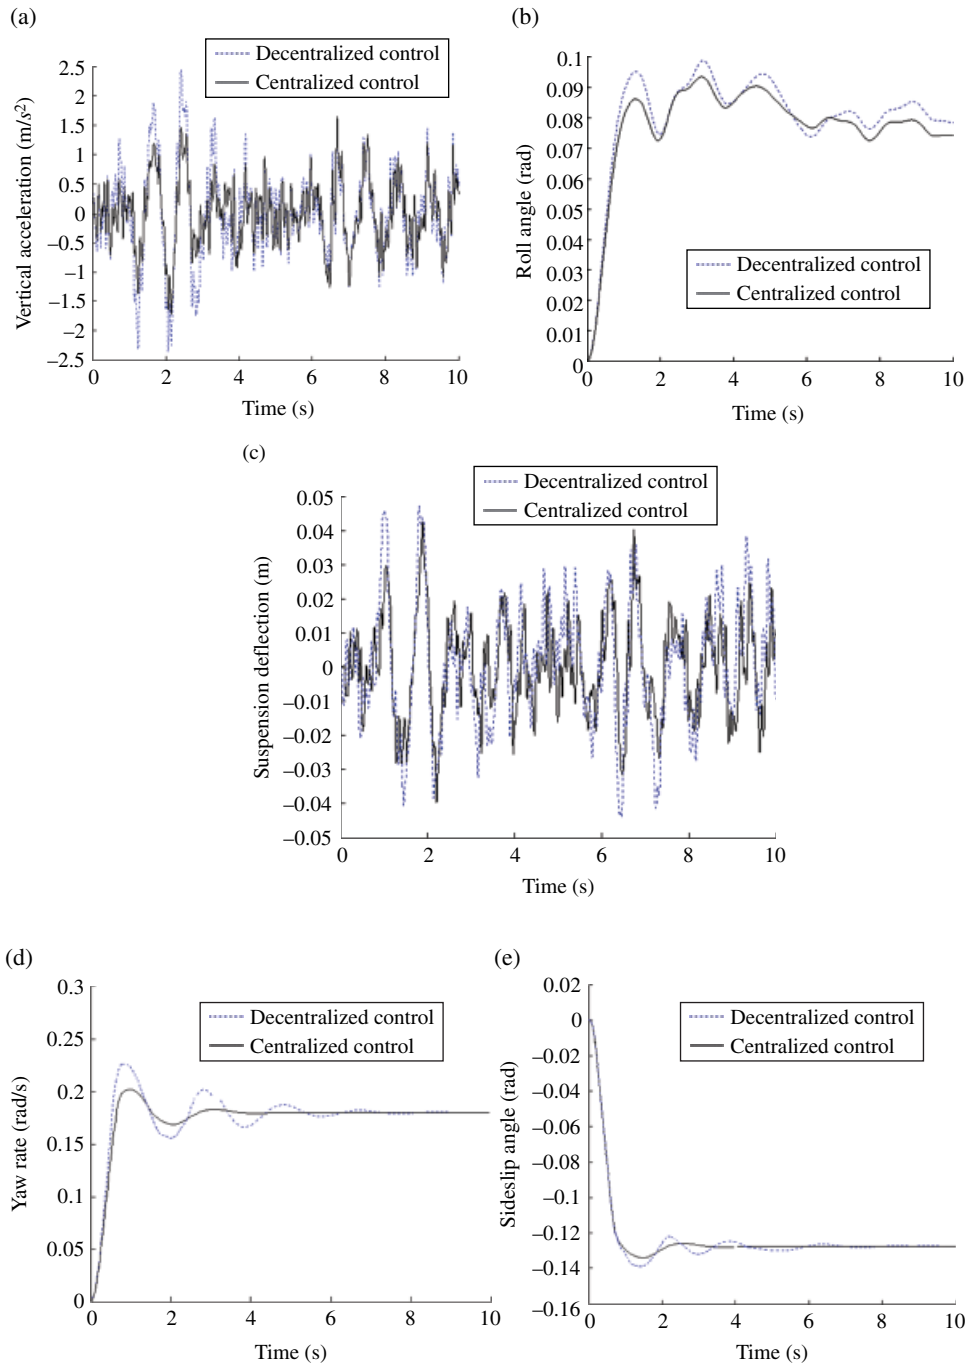 (a)
Decentralized control
Centralized control
Vertical acceleration (m/s²)
2.5
2
1.5
1
0.5
0
–0.5
–1
–1.5
–2
–2.5
0 2 4 6 8 10
Time (s)
(b)
Roll angle (rad)
0.1
0.09
0.08
0.07
0.06
0.05
0.04
0.03
0.02
0.01
0
Decentralized control
Centralized control
0 2 4 6 8 10
Time (s)
(c)
Decentralized control
Centralized control
Suspension deflection (m)
0.05
0.04
0.03
0.02
0.01
0
–0.01
–0.02
–0.03
–0.04
–0.05
0 2 4 6 8 10
Time (s)
(d)
Decentralized control
Centralized control
Yaw rate (rad/s)
0.3
0.25
0.2
0.15
0.1
0.05
0
0 2 4 6 8 10
Time (s)
(e)
Decentralized control
Centralized control
Sideslip angle (rad)
0.02
0
–0.02
–0.04
–0.06
–0.08
–0.1
–0.12
–0.14
–0.16
0 2 4 6 8 10
Time (s)